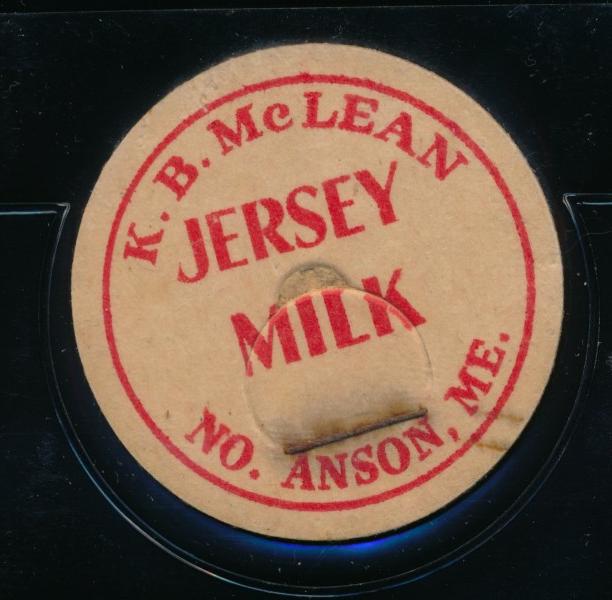 K. B. McLEAN
JERSEY
MILK
NO. ANSON, ME.